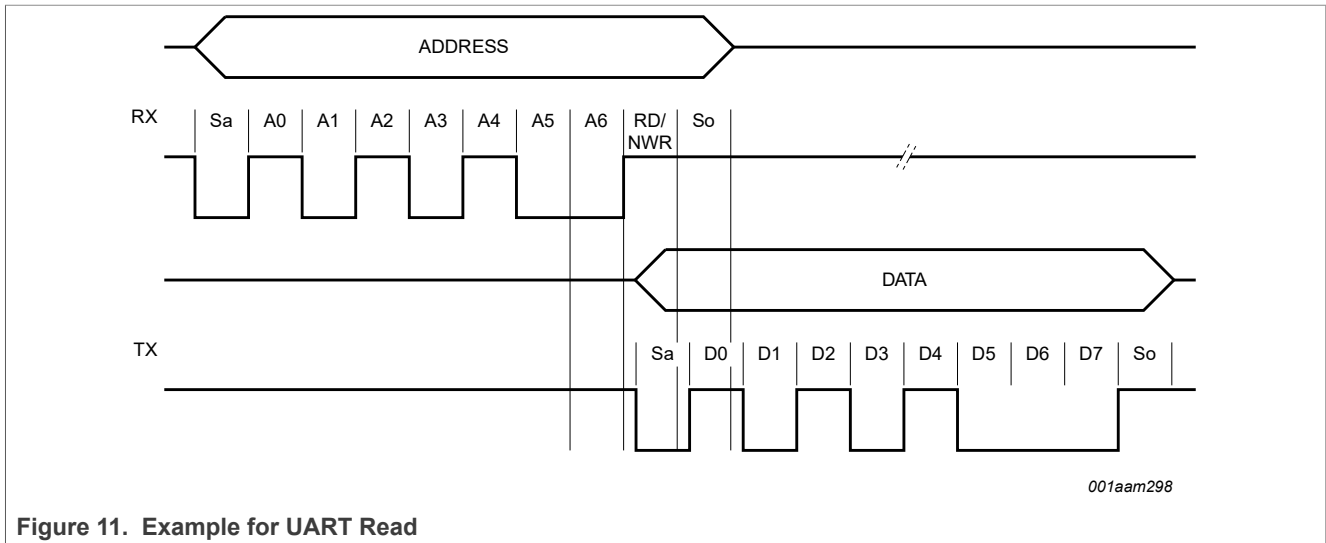 ADDRESS
RX Sa A0 A1 A2 A3 A4 A5 A6 RD/ So
NWR
DATA
TX Sa D0 D1 D2 D3 D4 D5 D6 D7 So
001aam298
Figure 11. Example for UART Read